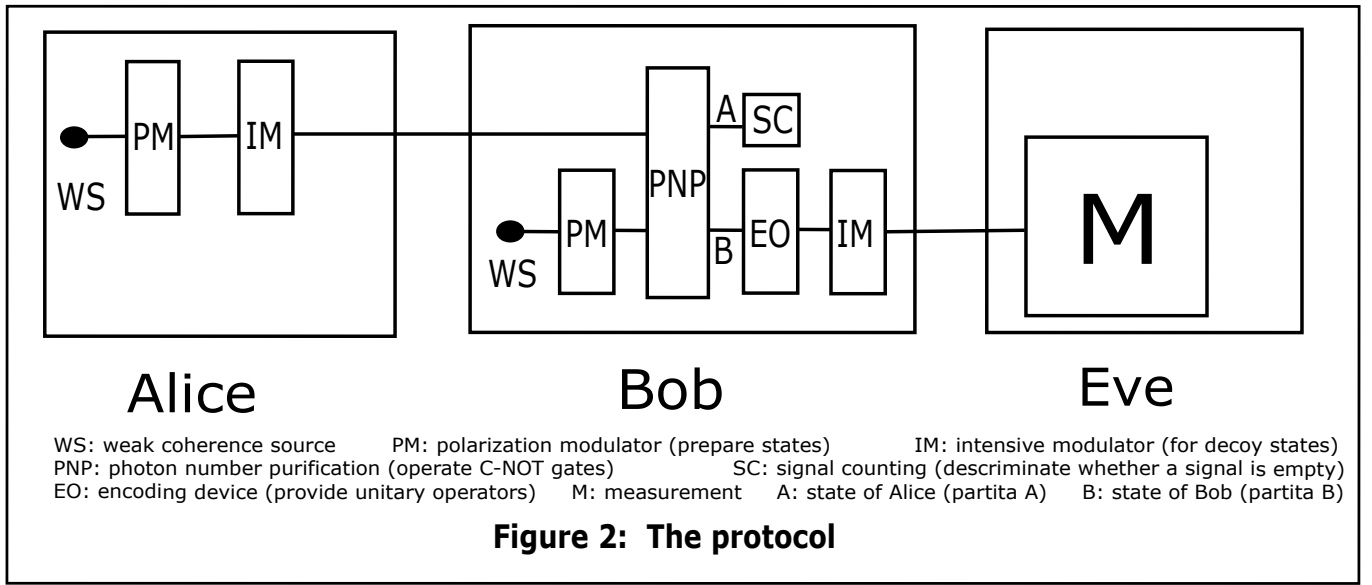 PM
IM
WS
PM
WS
PNP
A
SC
B
EO
IM
M
Alice
Bob
Eve
WS: weak coherence source PM: polarization modulator (prepare states) IM: intensive modulator (for decoy states)
PNP: photon number purification (operate C-NOT gates) SC: signal counting (descriminate whether a signal is empty)
EO: encoding device (provide unitary operators) M: measurement A: state of Alice (partita A) B: state of Bob (partita B)
Figure 2: The protocol